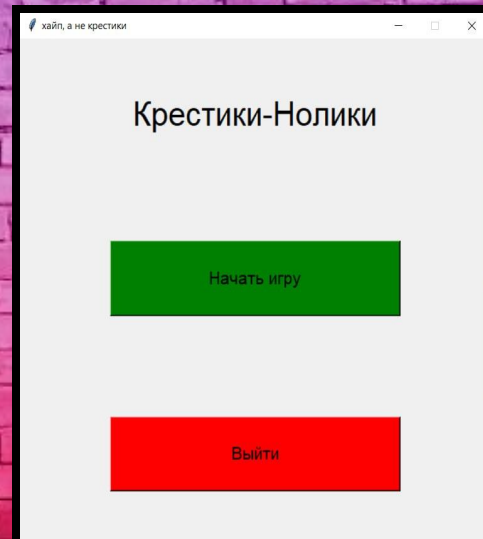 хайп, а не крестики
Крестики-Нолики
Начать игру
Выйти